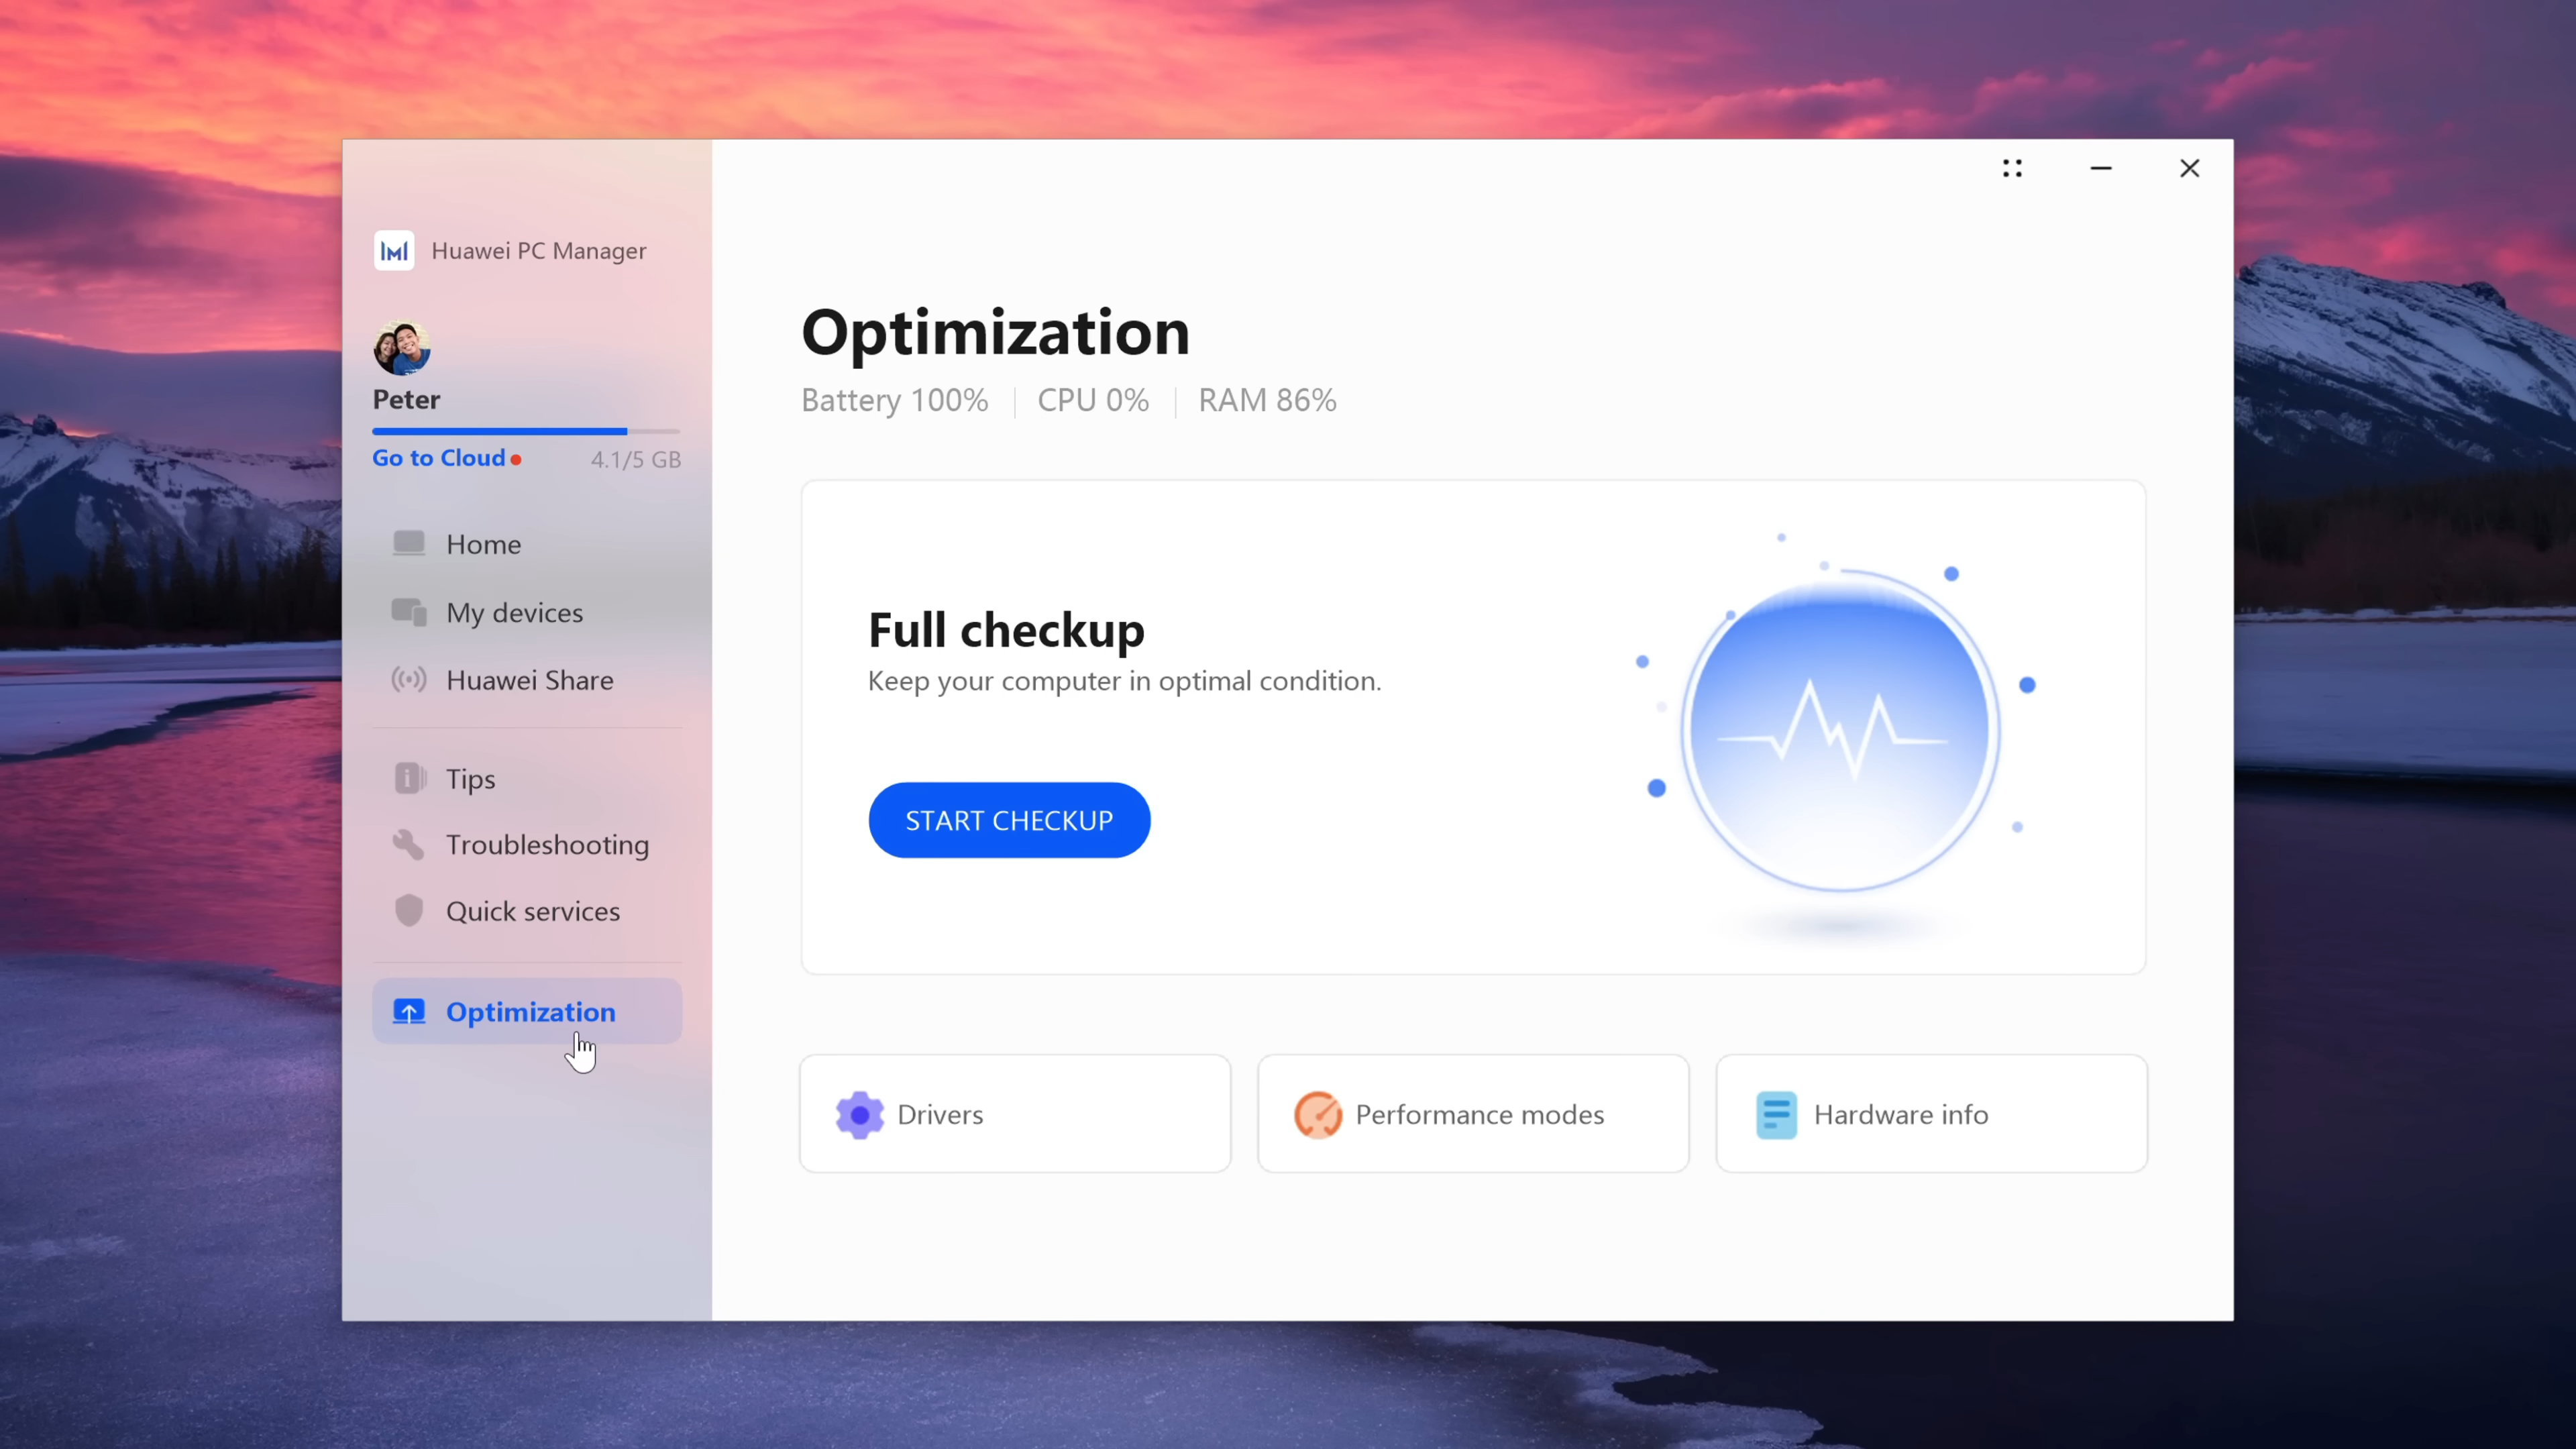 Huawei PC Manager
Peter
Go to Cloud
4.1/5 GB
Home
My devices
Huawei Share
Tips
Troubleshooting
Quick services
Optimization
Optimization
Battery 100% | CPU 0% | RAM 86%
Full checkup
Keep your computer in optimal condition.
START CHECKUP
Drivers
Performance modes
Hardware info